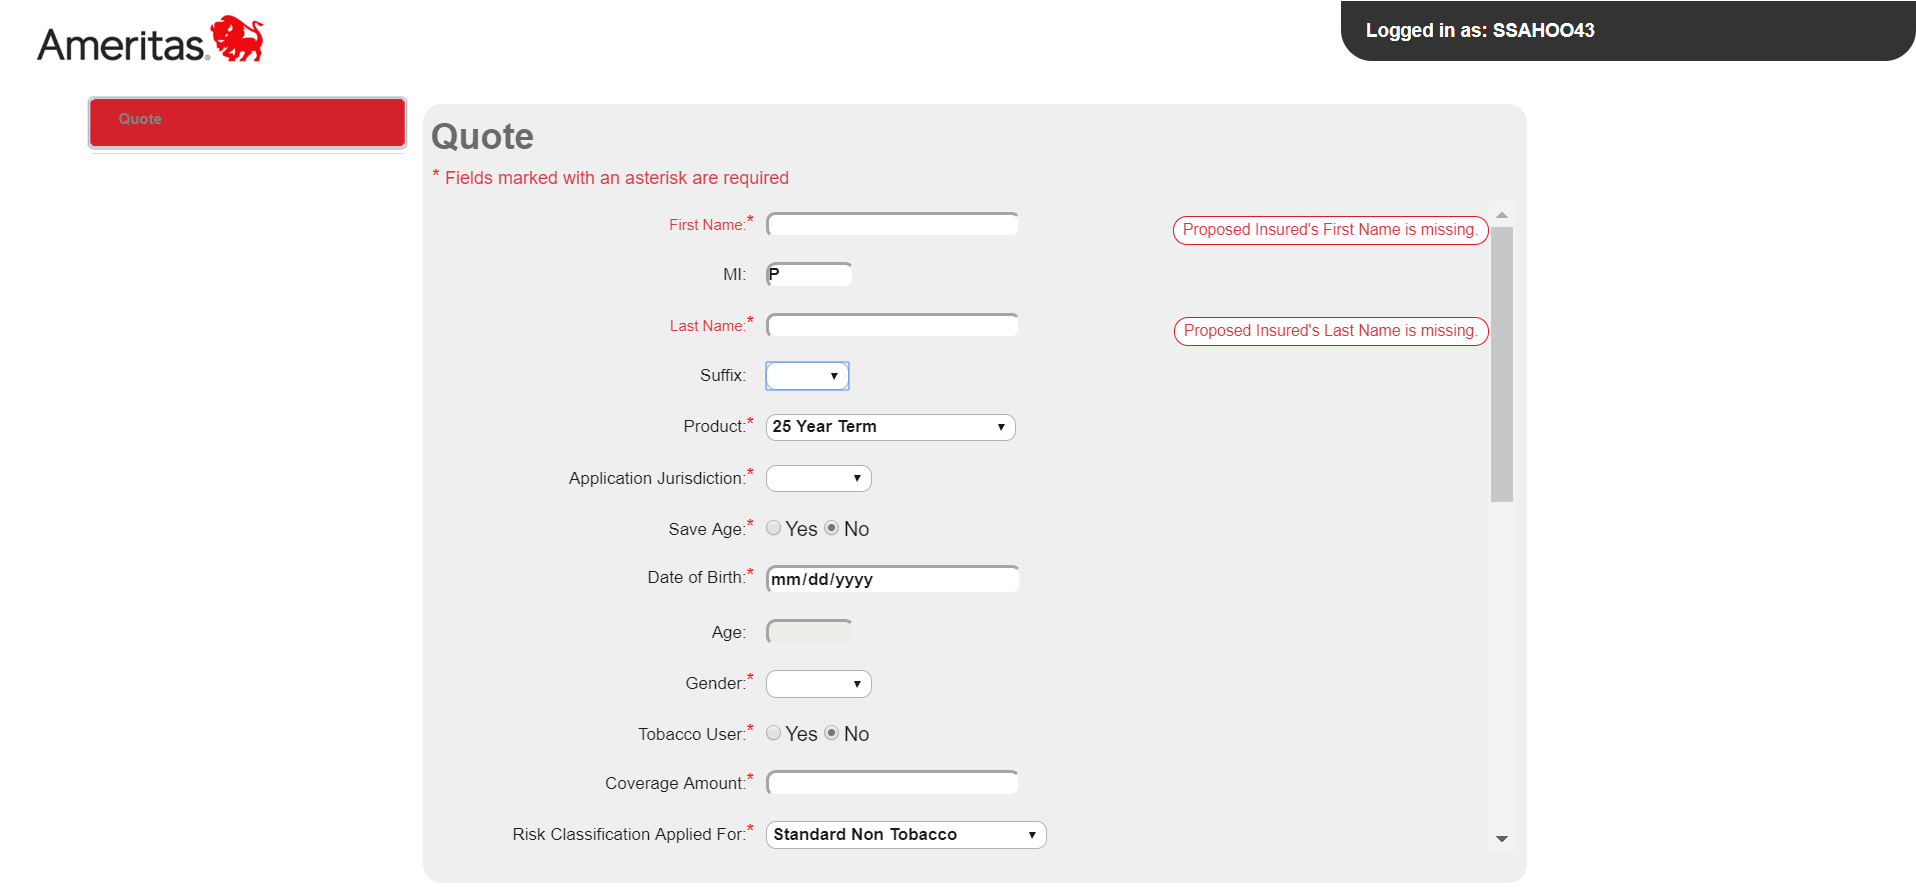 Ameritas
Logged in as: SSAHOO43
Quote
Quote
* Fields marked with an asterisk are required
First Name:*
Proposed Insured's First Name is missing.
MI: P
Last Name:*
Proposed Insured's Last Name is missing.
Suffix:
Product:* 25 Year Term
Application Jurisdiction:*
Save Age:* Yes No
Date of Birth:* mm/dd/yyyy
Age:
Gender:*
Tobacco User:* Yes No
Coverage Amount:*
Risk Classification Applied For:* Standard Non Tobacco